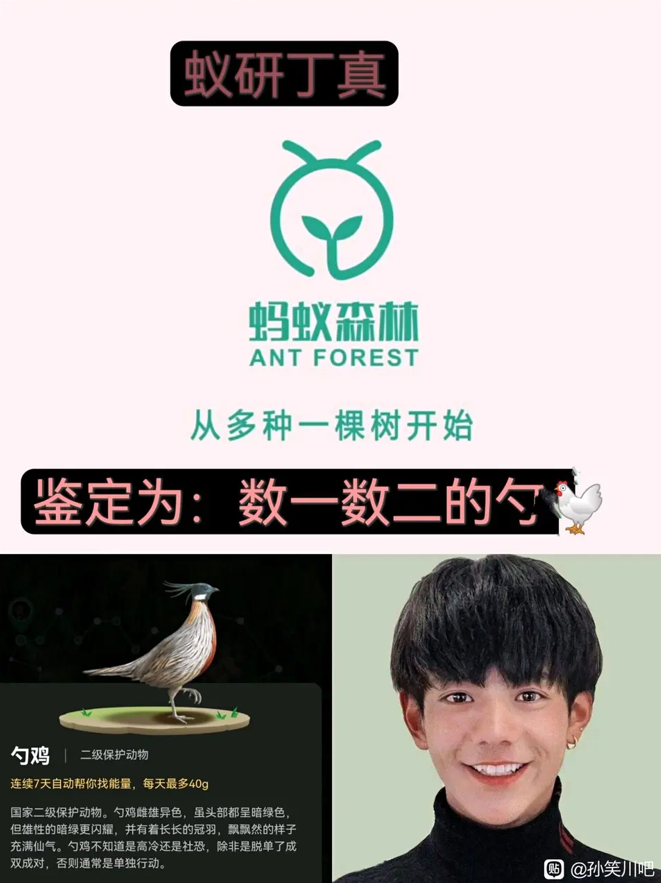 蚁研丁真
蚂蚁森林
ANT FOREST
从多种一棵树开始
鉴定为：数一数二的勺🐓
勺鸡｜二级保护动物
连续7天自动帮你找能量，每天最多40g
国家二级保护动物。勺鸡雌雄异色，虽头部都呈暗绿色，
但雄性的暗绿更闪耀，并有着长长的冠羽，飘飘然的样子
充满仙气。勺鸡不知道是高冷还是社恐，除非是脱单了成
双成对，否则通常是单独行动。
贴 @孙笑川吧